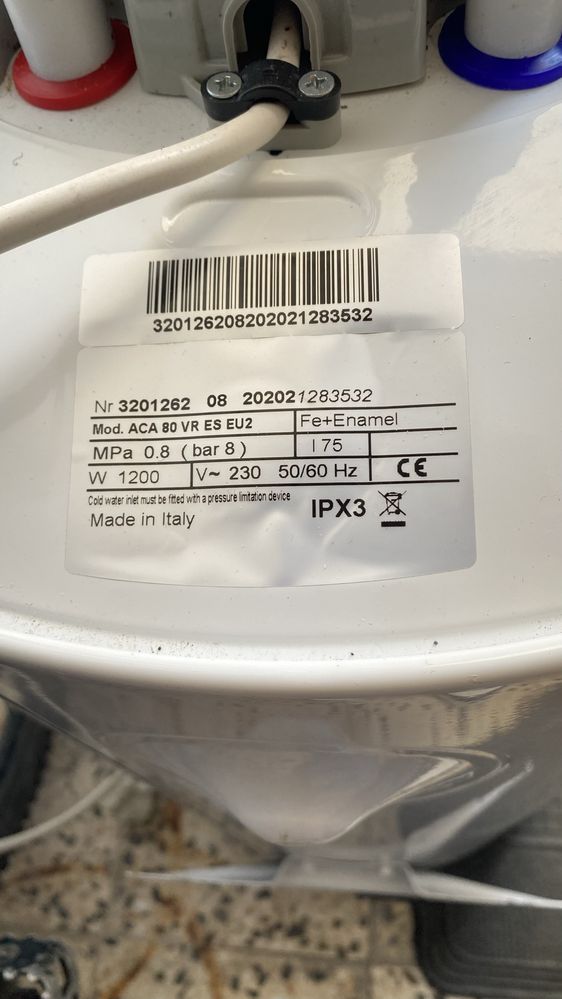 320126208202021283532
Nr 3201262 08 202021283532
Mod. ACA 80 VR ES EU2 Fe+Enamel
MPa 0.8 ( bar 8 ) l 75
W 1200 V~ 230 50/60 Hz CE
Cold water inlet must be fitted with a pressure limitation device
Made in Italy IPX3